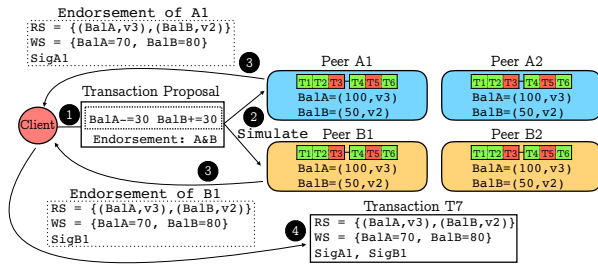 Endorsement of A1
RS = {(BalA,v3),(BalB,v2)}
WS = {BalA=70, BalB=80}
SigA1
3
Peer A1
T1 T2 T3 T4 T5 T6
BalA=(100,v3)
BalB=(50,v2)
Peer A2
T1 T2 T3 T4 T5 T6
BalA=(100,v3)
BalB=(50,v2)
Client
1
Transaction Proposal
BalA-=30 BalB+=30
Endorsement: A&B
2
Simulate
Peer B1
T1 T2 T3 T4 T5 T6
BalA=(100,v3)
BalB=(50,v2)
Peer B2
T1 T2 T3 T4 T5 T6
BalA=(100,v3)
BalB=(50,v2)
3
Endorsement of B1
RS = {(BalA,v3),(BalB,v2)}
WS = {BalA=70, BalB=80}
SigB1
4
Transaction T7
RS = {(BalA,v3),(BalB,v2)}
WS = {BalA=70, BalB=80}
SigA1, SigB1